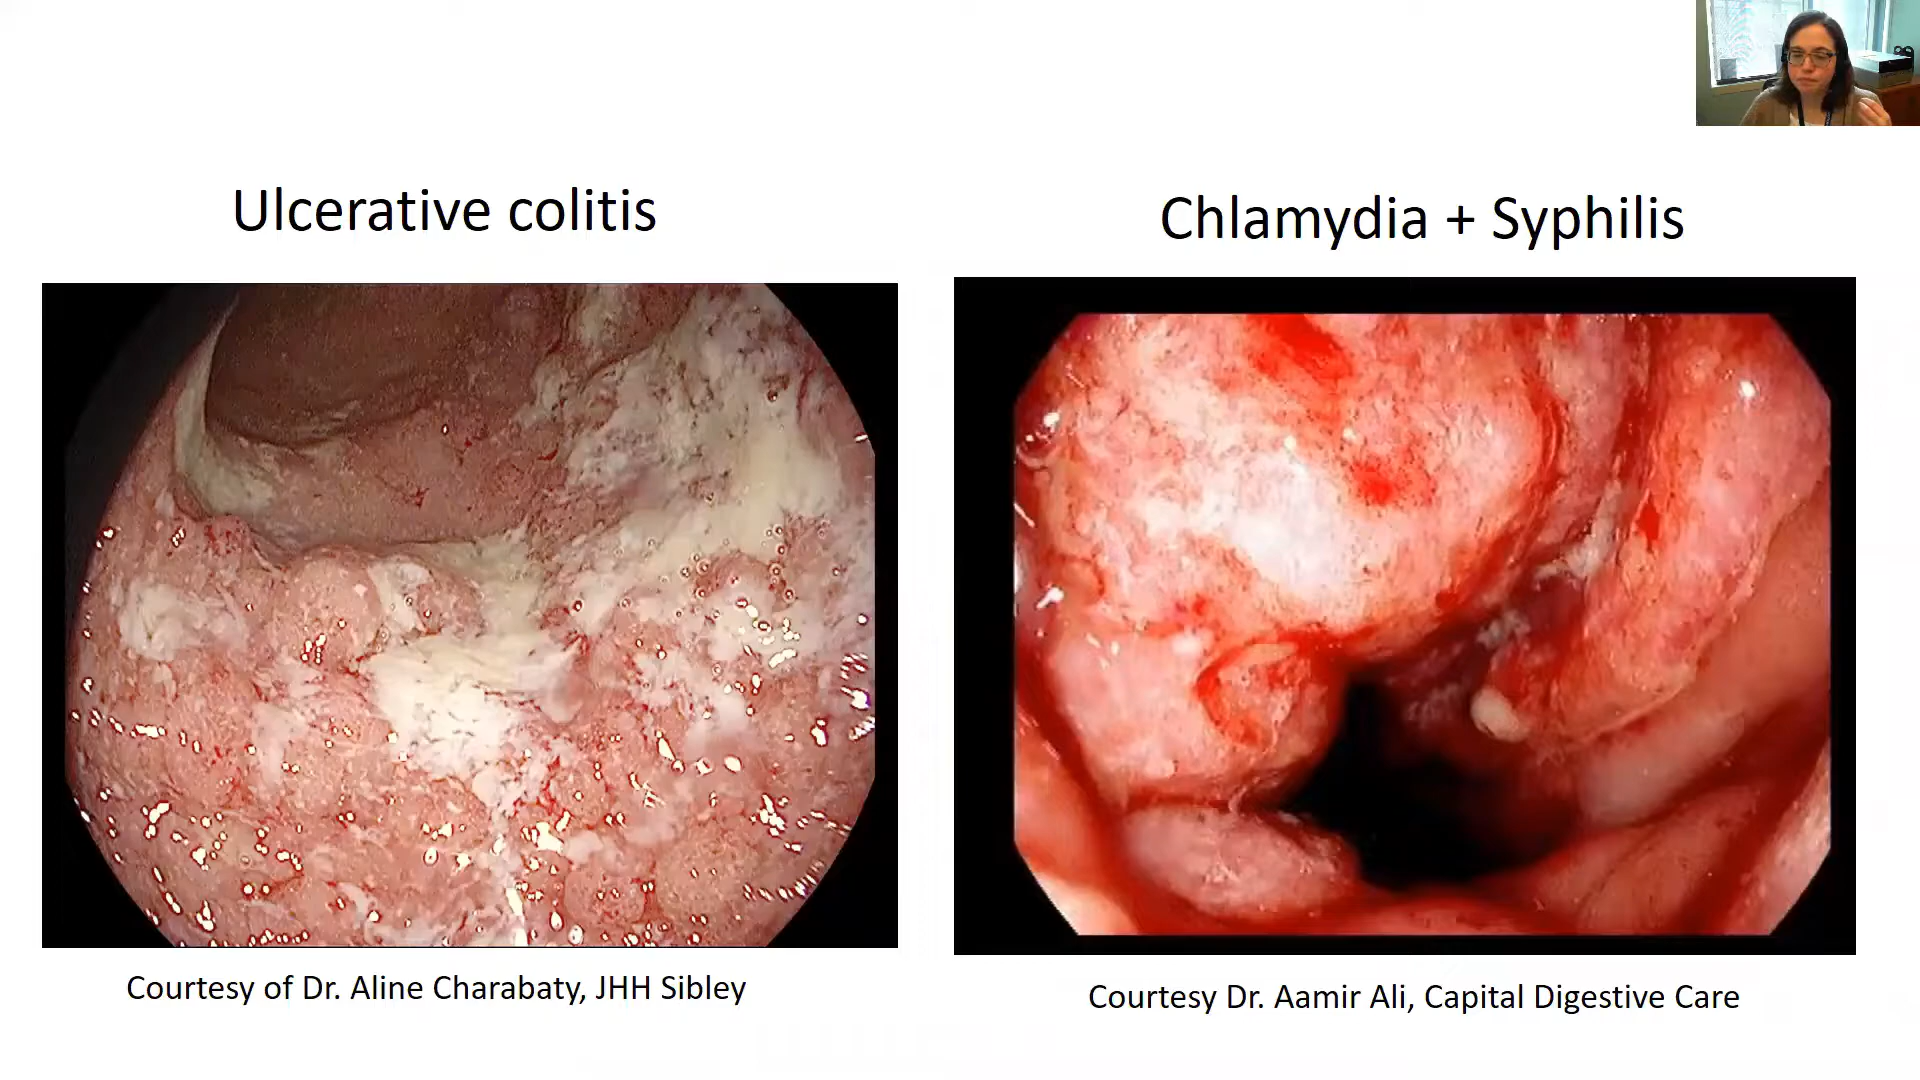 Ulcerative colitis
Chlamydia + Syphilis
Courtesy of Dr. Aline Charabaty, JHH Sibley
Courtesy Dr. Aamir Ali, Capital Digestive Care